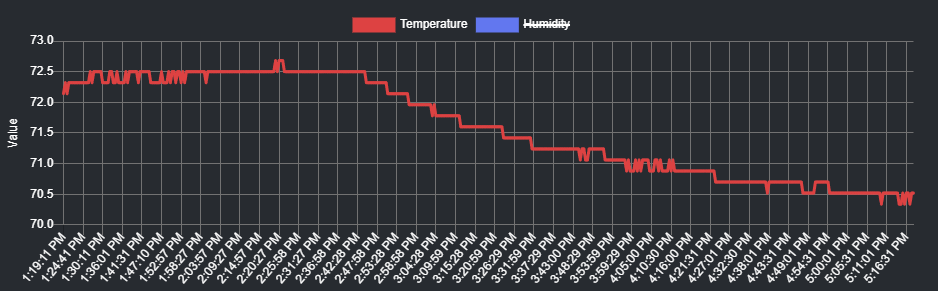 Temperature
Humidity
73.0
72.5
72.0
71.5
71.0
70.5
70.0
Value
1:19:11 PM
1:24:41 PM
1:30:11 PM
1:36:01 PM
1:41:31 PM
1:47:10 PM
1:52:57 PM
1:58:27 PM
2:03:57 PM
2:09:27 PM
2:14:57 PM
2:20:27 PM
2:25:58 PM
2:31:27 PM
2:36:58 PM
2:42:28 PM
2:47:58 PM
2:53:28 PM
2:58:58 PM
3:04:28 PM
3:09:59 PM
3:15:28 PM
3:20:59 PM
3:26:29 PM
3:31:59 PM
3:37:29 PM
3:43:00 PM
3:48:29 PM
3:53:59 PM
3:59:29 PM
4:05:00 PM
4:10:30 PM
4:16:00 PM
4:21:31 PM
4:27:01 PM
4:32:30 PM
4:38:01 PM
4:43:31 PM
4:49:01 PM
4:54:31 PM
5:00:01 PM
5:05:31 PM
5:11:01 PM
5:16:31 PM